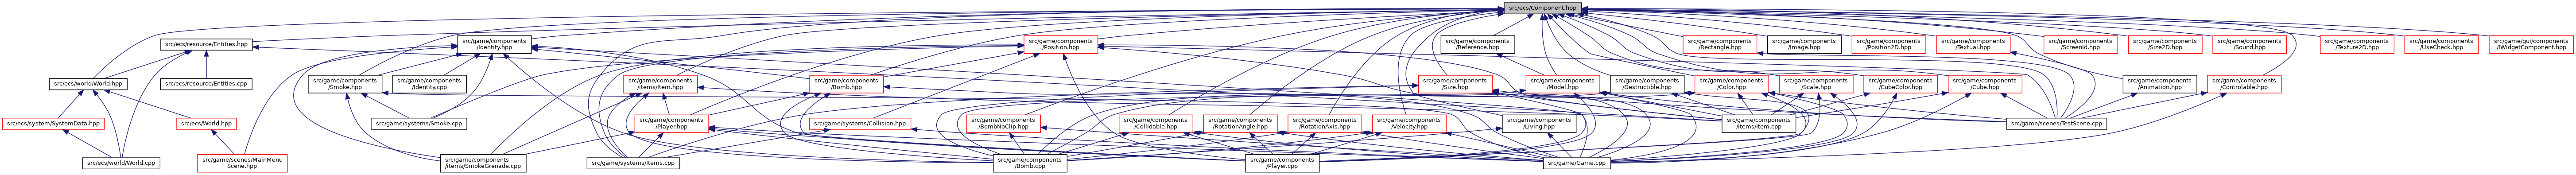 src/ecs/Component.hpp
src/ecs/resource/Entities.hpp
src/game/components
/Identity.hpp
src/game/components
/Position.hpp
src/game/components
/Reference.hpp
src/game/components
/Rectangle.hpp
src/game/components
/Image.hpp
src/game/components
/Position2D.hpp
src/game/components
/Textual.hpp
src/game/components
/ScreenId.hpp
src/game/components
/Size2D.hpp
src/game/components
/Sound.hpp
src/game/components
/Texture2D.hpp
src/game/components
/UseCheck.hpp
src/game/gui/components
/IWidgetComponent.hpp
src/ecs/world/World.hpp
src/ecs/resource/Entities.cpp
src/game/components
/Smoke.hpp
src/game/components
/Identity.cpp
src/game/components
/items/Item.hpp
src/game/components
/Bomb.hpp
src/game/components
/Size.hpp
src/game/components
/Model.hpp
src/game/components
/Destructible.hpp
src/game/components
/Color.hpp
src/game/components
/Scale.hpp
src/game/components
/CubeColor.hpp
src/game/components
/Cube.hpp
src/game/components
/Animation.hpp
src/game/components
/Controlable.hpp
src/ecs/system/SystemData.hpp
src/ecs/World.hpp
src/game/systems/Smoke.cpp
src/game/components
/Player.hpp
src/game/systems/Collision.hpp
src/game/components
/BombNoClip.hpp
src/game/components
/Collidable.hpp
src/game/components
/RotationAngle.hpp
src/game/components
/RotationAxis.hpp
src/game/components
/Velocity.hpp
src/game/components
/Living.hpp
src/game/components
/items/Item.cpp
src/game/scenes/TestScene.cpp
src/ecs/world/World.cpp
src/game/scenes/MainMenu
Scene.hpp
src/game/components
/items/SmokeGrenade.cpp
src/game/systems/Items.cpp
src/game/components
/Bomb.cpp
src/game/components
/Player.cpp
src/game/Game.cpp